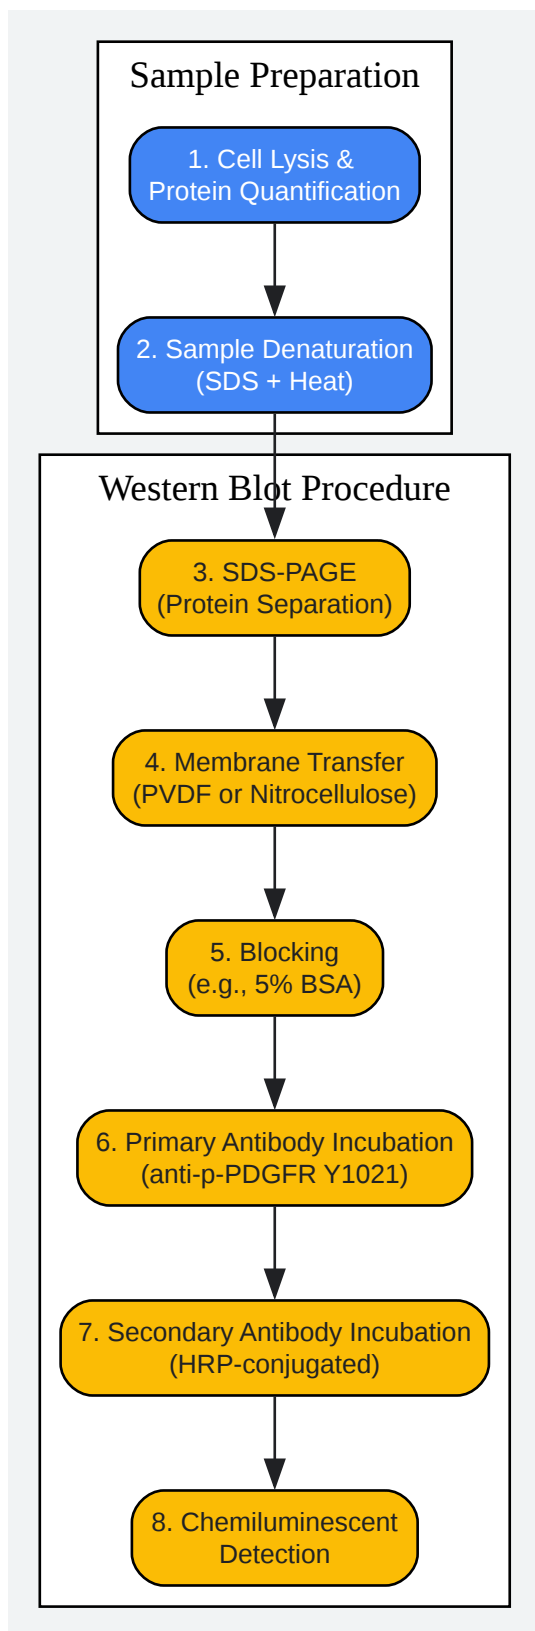 Sample Preparation
1. Cell Lysis &
Protein Quantification
2. Sample Denaturation
(SDS + Heat)
Western Blot Procedure
3. SDS-PAGE
(Protein Separation)
4. Membrane Transfer
(PVDF or Nitrocellulose)
5. Blocking
(e.g., 5% BSA)
6. Primary Antibody Incubation
(anti-p-PDGFR Y1021)
7. Secondary Antibody Incubation
(HRP-conjugated)
8. Chemiluminescent
Detection